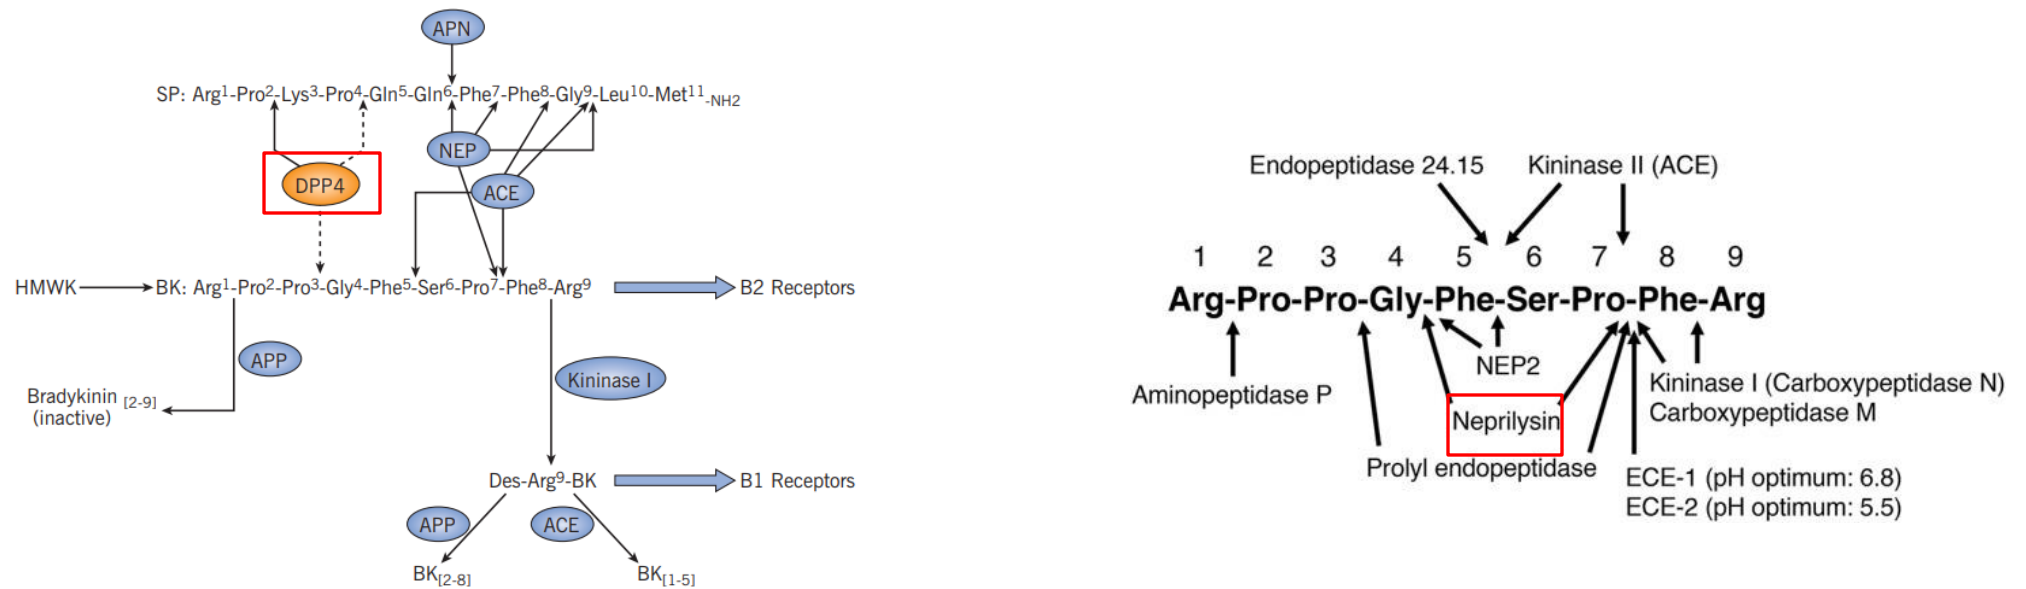 APN
SP: Arg1-Pro2-Lys3-Pro4-Gln5-Gln6-Phe7-Phe8-Gly9-Leu10-Met11-NH2
NEP
DPP4
ACE
HMWK
BK: Arg1-Pro2-Pro3-Gly4-Phe5-Ser6-Pro7-Phe8-Arg9
B2 Receptors
APP
Kininase I
Bradykinin [2-9]
(inactive)
Des-Arg9-BK
B1 Receptors
APP
ACE
BK[2-8]
BK[1-5]
Endopeptidase 24.15
Kininase II (ACE)
1 2 3 4 5 6 7 8 9
Arg-Pro-Pro-Gly-Phe-Ser-Pro-Phe-Arg
NEP2
Aminopeptidase P
Kininase I (Carboxypeptidase N)
Carboxypeptidase M
Neprilysin
Prolyl endopeptidase
ECE-1 (pH optimum: 6.8)
ECE-2 (pH optimum: 5.5)